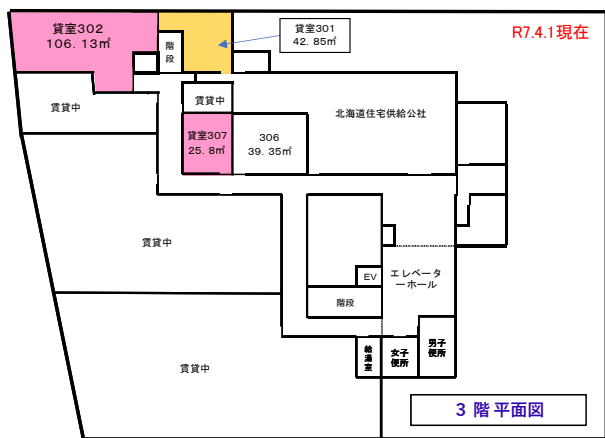 貸室302
106.13㎡
階
段
貸室301
42.85㎡
R7.4.1現在
賃貸中
賃貸中
北海道住宅供給公社
貸室307
25.8㎡
306
39.35㎡
賃貸中
EV
エレベータ
ーホール
階段
賃貸中
給
湯
室
女子
便所
男子
便所
3 階 平面図